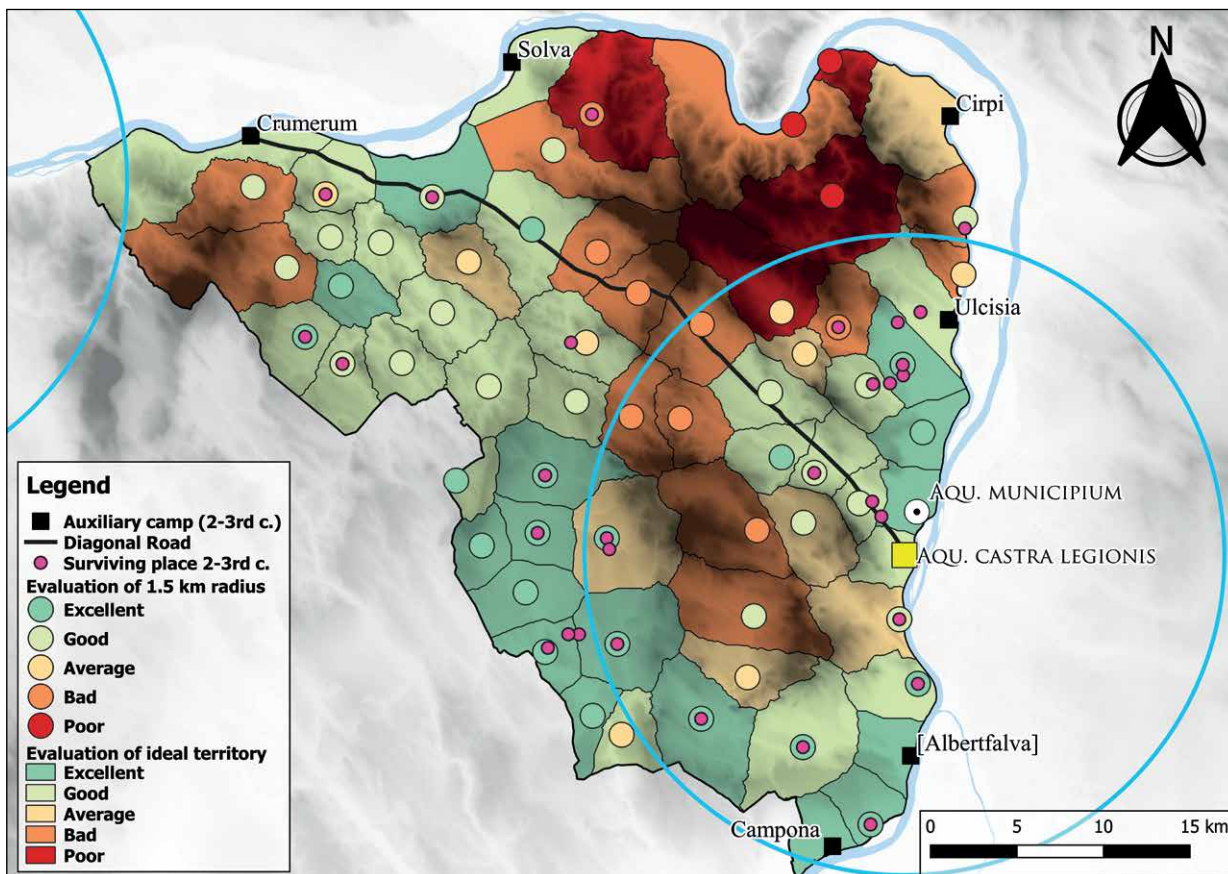 N
Solva
Cirpi
Crumerum
Ulcisia
Aqu. municipium
Aqu. castra legionis
[Albertfalva]
Campona
Legend
Auxiliary camp (2-3rd c.)
Diagonal Road
Surviving place 2-3rd c.
Evaluation of 1.5 km radius
Excellent
Good
Average
Bad
Poor
Evaluation of ideal territory
Excellent
Good
Average
Bad
Poor
0 5 10 15 km